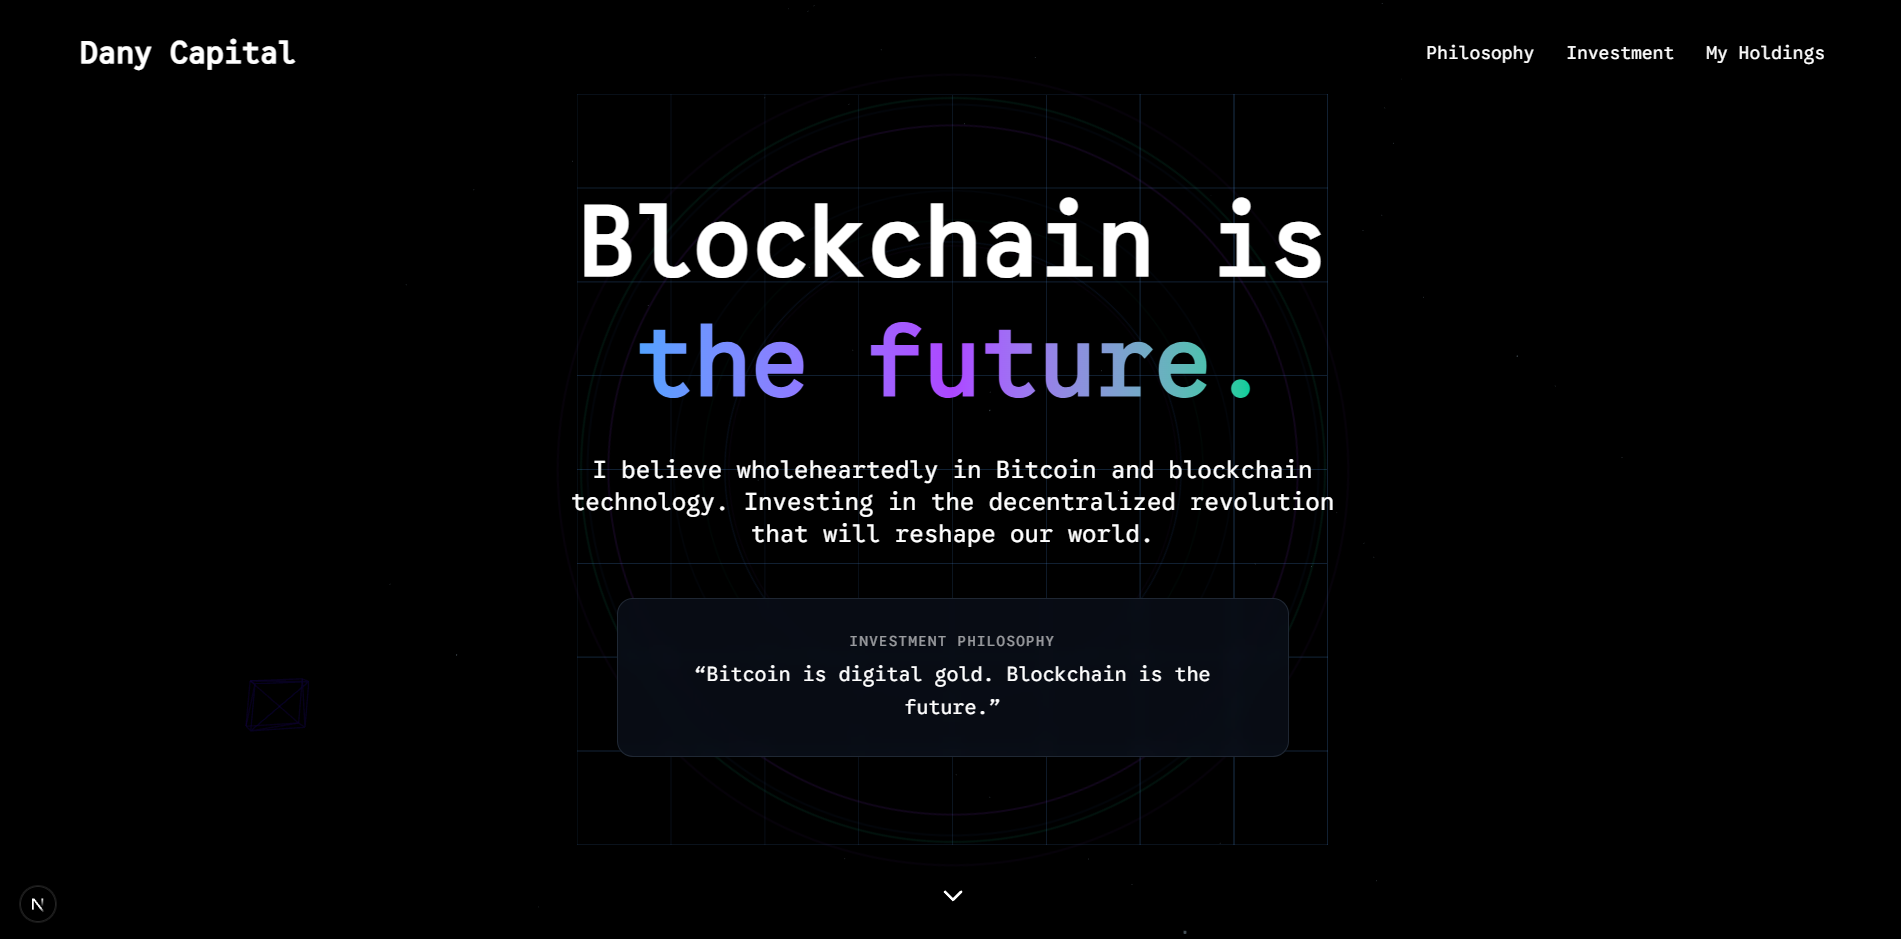 Dany Capital
Philosophy Investment My Holdings
Blockchain is
the future.
I believe wholeheartedly in Bitcoin and blockchain
technology. Investing in the decentralized revolution
that will reshape our world.
INVESTMENT PHILOSOPHY
“Bitcoin is digital gold. Blockchain is the
future.”
N